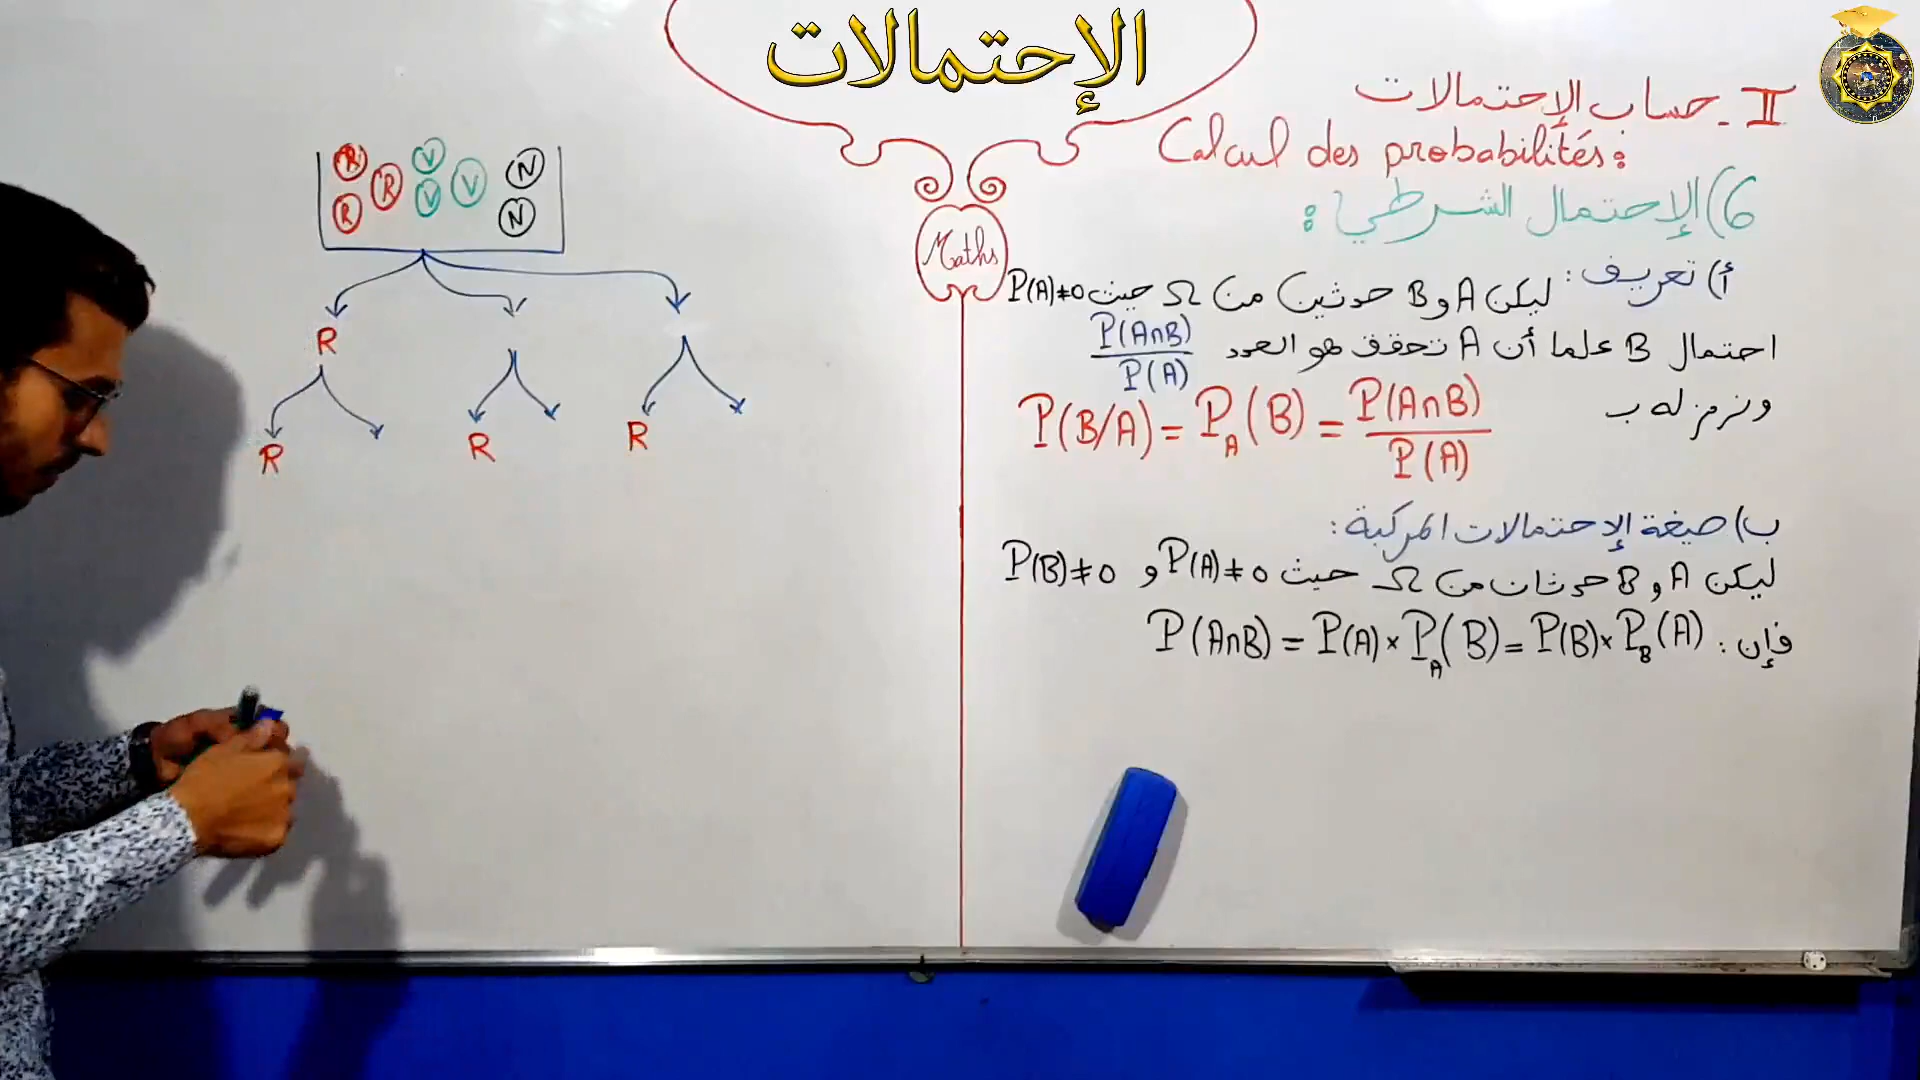 الإحتمالات
II - حساب الإحتمالات
Calcul des probabilités :
6) الإحتمال الشرطي :
أ) تعريف : ليكن A و B حدثين من Ω حيث P(A)≠0
احتمال B علما أن A تحقق هو العدد P(A∩B)/P(A)
ونرمز له ب
P(B/A) = P_A(B) = P(A∩B)/P(A)
ب) صيغة الإحتمالات المركبة :
ليكن A و B حدثان من Ω حيث P(A)≠0 و P(B)≠0
فإن : P(A∩B) = P(A)×P_A(B) = P(B)×P_B(A)
Maths
R R V V N
R V N
R
R R R